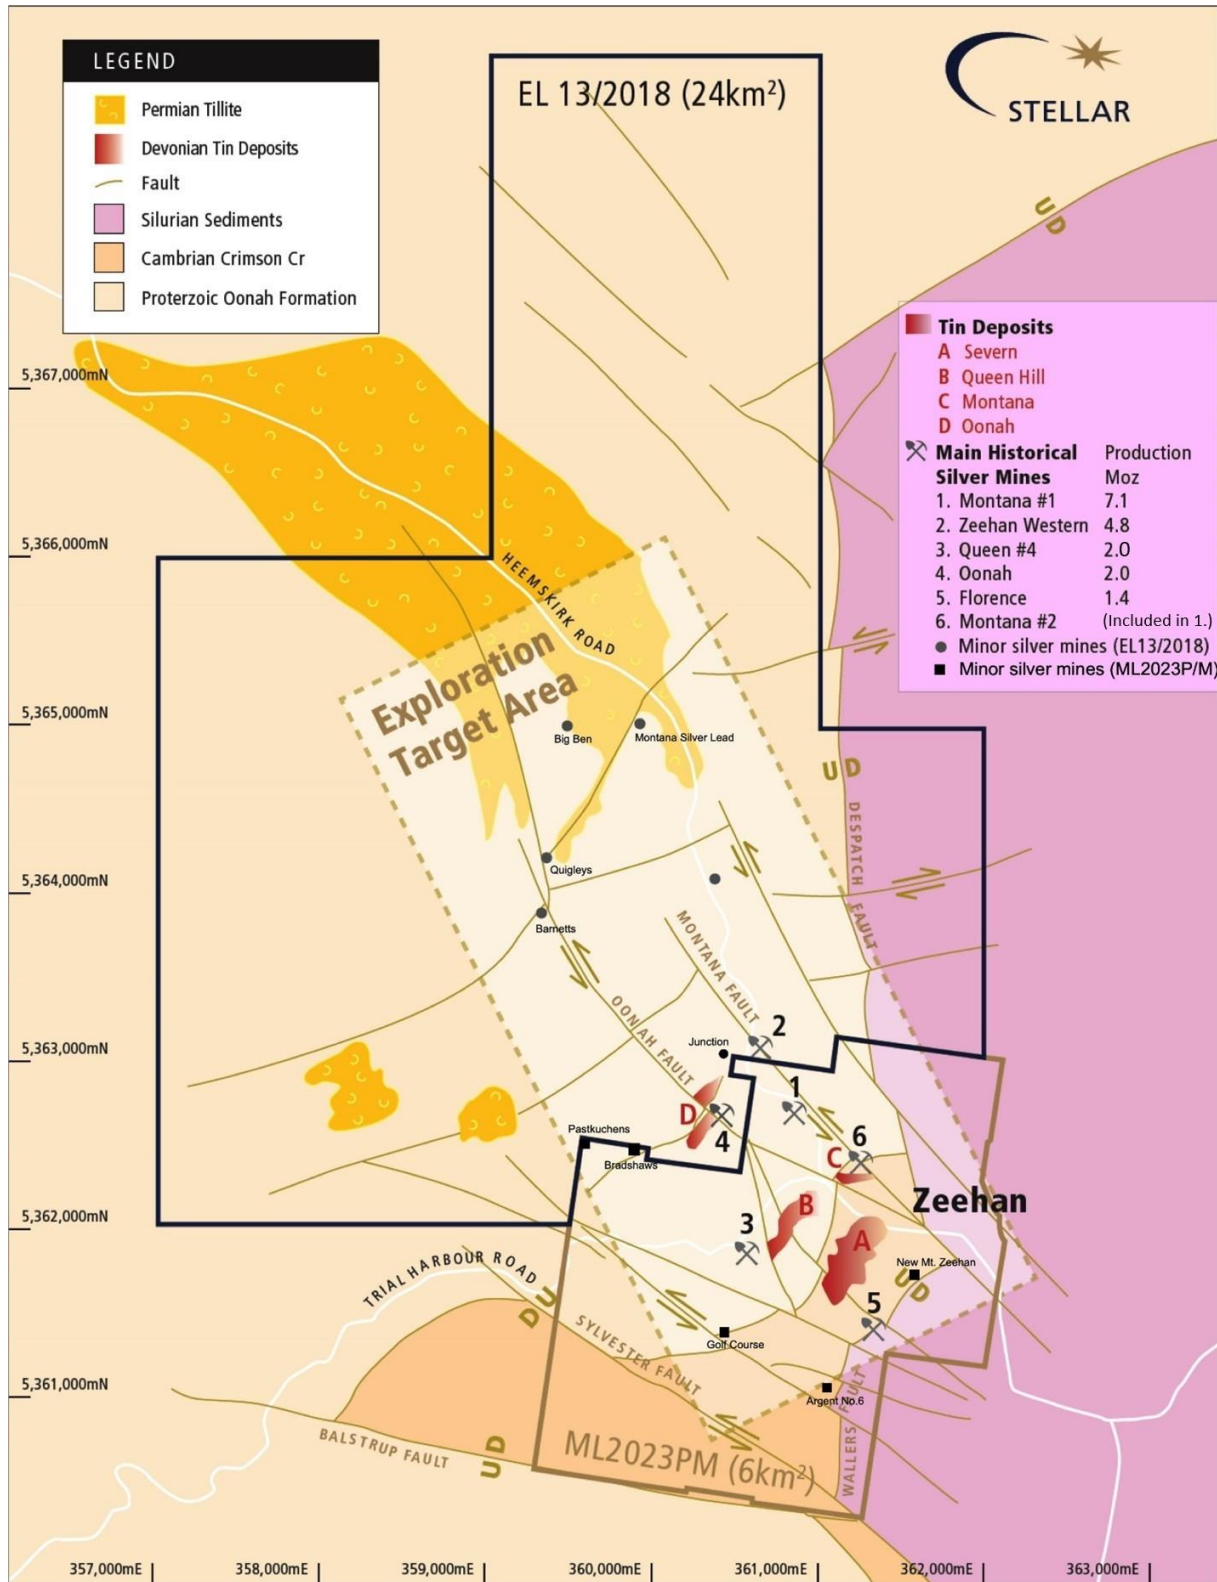 LEGEND
Permian Tillite
Devonian Tin Deposits
Fault
Silurian Sediments
Cambrian Crimson Cr
Proterzoic Oonah Formation
EL 13/2018 (24km²)
STELLAR
U D
Tin Deposits
A Severn
B Queen Hill
C Montana
D Oonah
Main Historical Production
Silver Mines Moz
1. Montana #1 7.1
2. Zeehan Western 4.8
3. Queen #4 2.0
4. Oonah 2.0
5. Florence 1.4
6. Montana #2 (Included in 1.)
Minor silver mines (EL13/2018)
Minor silver mines (ML2023P/M)
5,367,000mN
5,366,000mN
5,365,000mN
5,364,000mN
5,363,000mN
5,362,000mN
5,361,000mN
HEEMSKIRK ROAD
Exploration
Target Area
Big Ben
Montana Silver Lead
U D
DESPATCH FAULT
Quigleys
Barnetts
MONTANA FAULT
OONAH FAULT
Junction
2
1
D
4
6
C
Pastkuchens
Bradshaws
Zeehan
B
3
A
New Mt. Zeehan
U D
5
TRIAL HARBOUR ROAD
D U
SYLVESTER FAULT
Golf Course
Argent No.6
WALLERS FAULT
BALSTRUP FAULT
U D
ML2023PM (6km²)
357,000mE
358,000mE
359,000mE
360,000mE
361,000mE
362,000mE
363,000mE